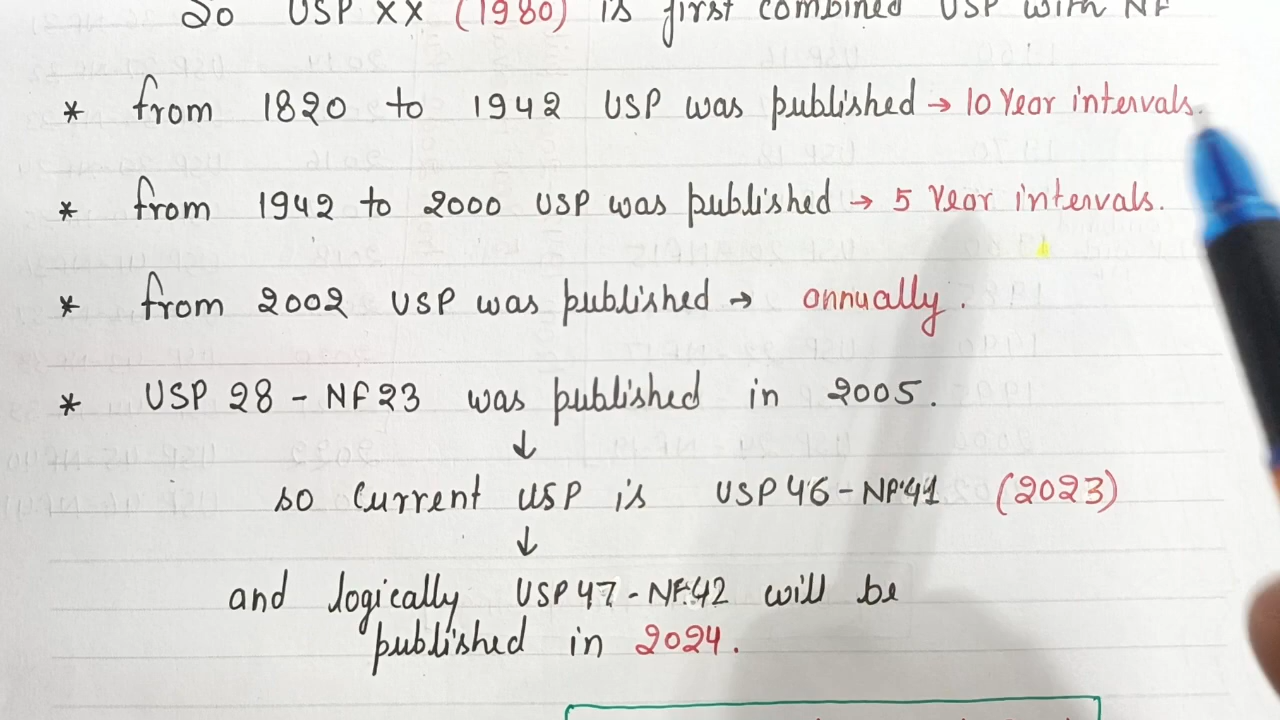 So USP XX (1980) is first combined USP with NF
* from 1820 to 1942 USP was published → 10 Year intervals.
* from 1942 to 2000 USP was published → 5 Year intervals.
* from 2002 USP was published → annually.
* USP 28 - NF 23 was published in 2005.
↓
so current USP is USP 46 - NF 41 (2023)
↓
and logically USP 47 - NF 42 will be
published in 2024.